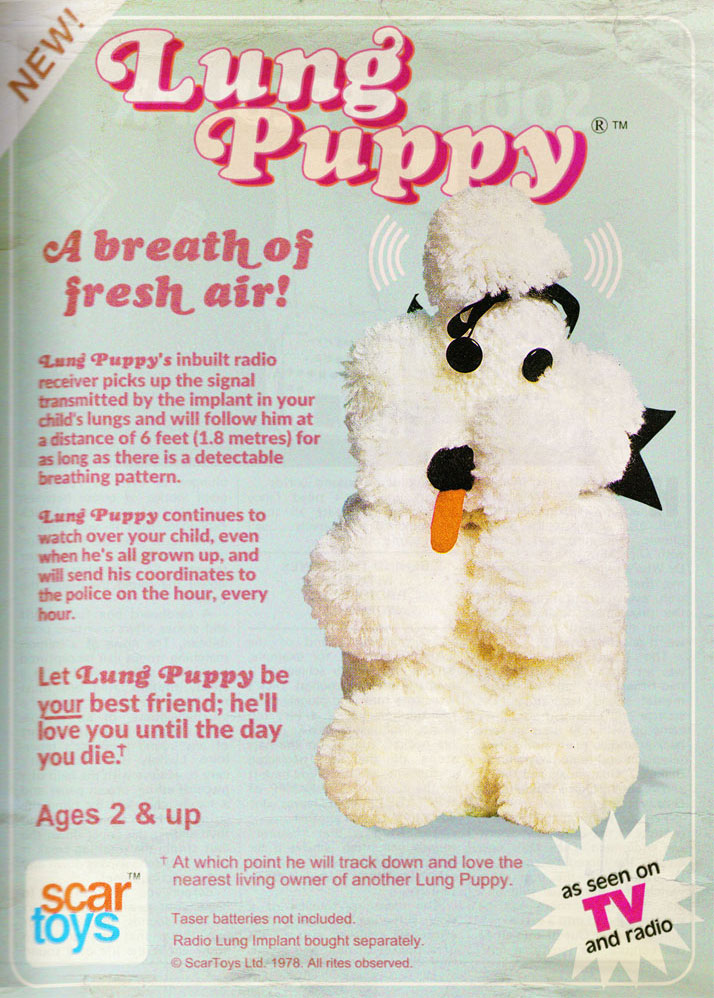 NEW!
Lung
Puppy
® ™
A breath of
fresh air!
Lung Puppy's inbuilt radio
receiver picks up the signal
transmitted by the implant in your
child's lungs and will follow him at
a distance of 6 feet (1.8 metres) for
as long as there is a detectable
breathing pattern.
Lung Puppy continues to
watch over your child, even
when he's all grown up, and
will send his coordinates to
the police on the hour, every
hour.
Let Lung Puppy be
your best friend; he'll
love you until the day
you die.†
Ages 2 & up
† At which point he will track down and love the
nearest living owner of another Lung Puppy.
Taser batteries not included.
Radio Lung Implant bought separately.
© ScarToys Ltd. 1978. All rites observed.
scar
toys
TM
as seen on
TV
and radio